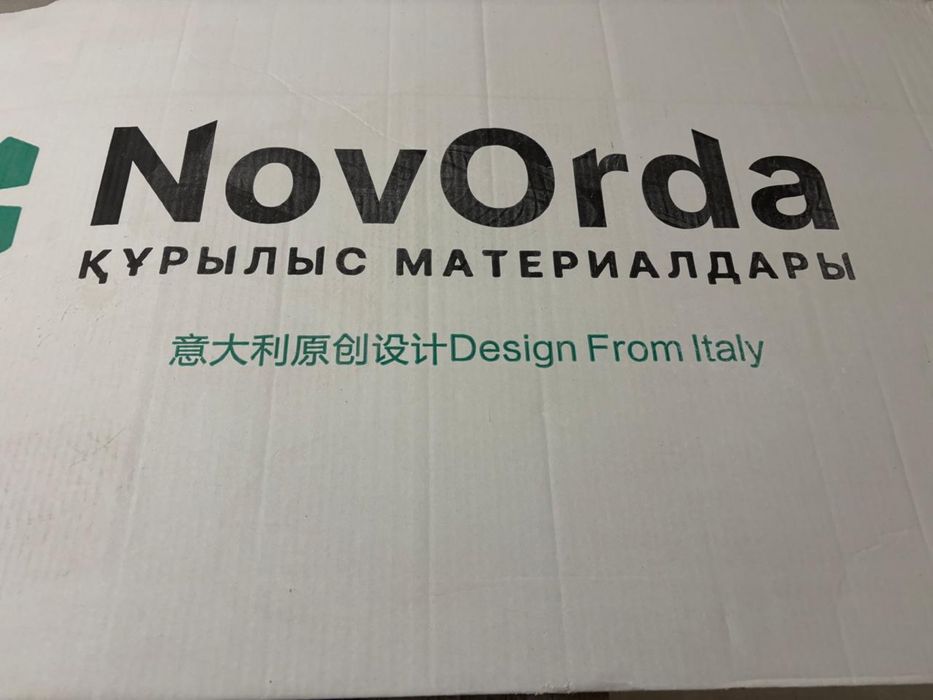 NovOrda
ҚҰРЫЛЫС МАТЕРИАЛДАРЫ
意大利原创设计Design From Italy